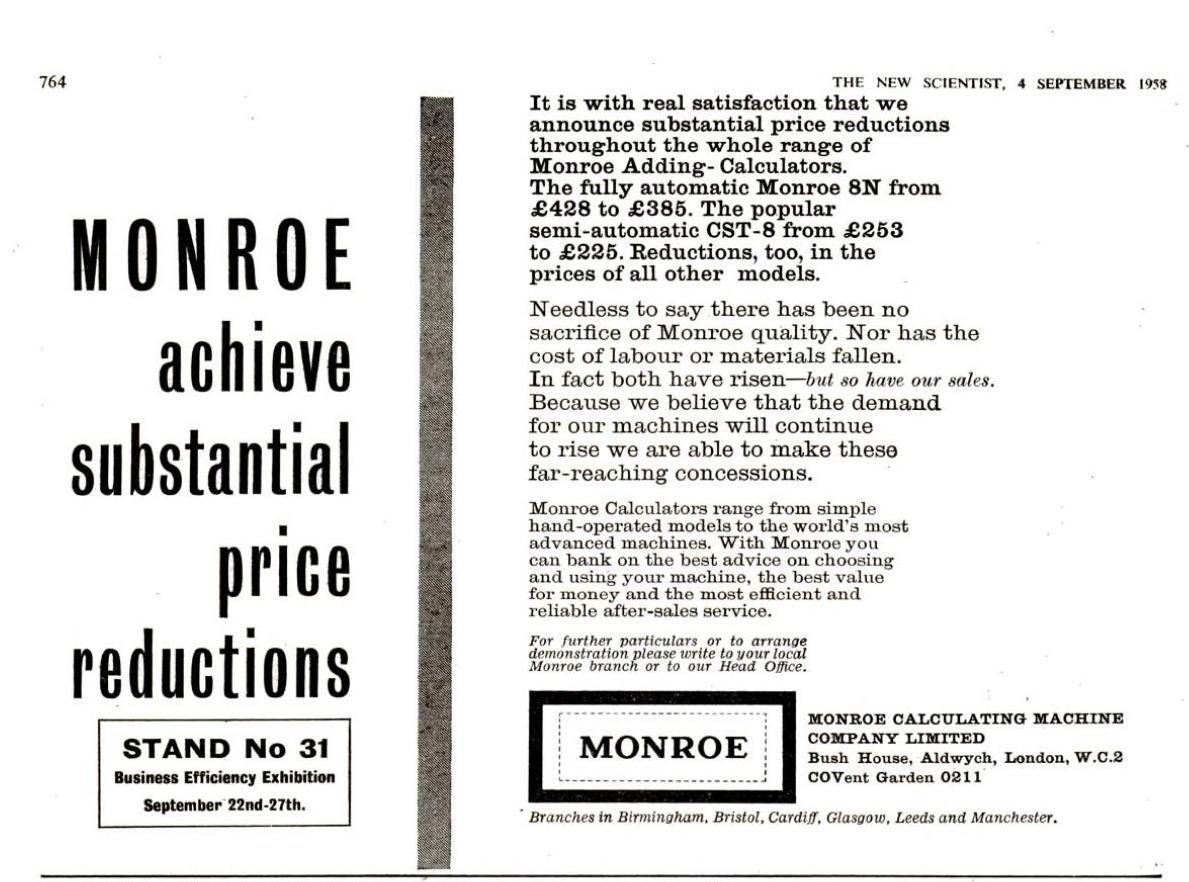 764
THE NEW SCIENTIST, 4 SEPTEMBER 1958
MONROE
achieve
substantial
price
reductions
STAND No 31
Business Efficiency Exhibition
September 22nd-27th.
It is with real satisfaction that we
announce substantial price reductions
throughout the whole range of
Monroe Adding-Calculators.
The fully automatic Monroe 8N from
£428 to £385. The popular
semi-automatic CST-8 from £253
to £225. Reductions, too, in the
prices of all other models.
Needless to say there has been no
sacrifice of Monroe quality. Nor has the
cost of labour or materials fallen.
In fact both have risen—but so have our sales.
Because we believe that the demand
for our machines will continue
to rise we are able to make these
far-reaching concessions.
Monroe Calculators range from simple
hand-operated models to the world's most
advanced machines. With Monroe you
can bank on the best advice on choosing
and using your machine, the best value
for money and the most efficient and
reliable after-sales service.
For further particulars or to arrange
demonstration please write to your local
Monroe branch or to our Head Office.
MONROE
MONROE CALCULATING MACHINE
COMPANY LIMITED
Bush House, Aldwych, London, W.C.2
COVent Garden 0211
Branches in Birmingham, Bristol, Cardiff, Glasgow, Leeds and Manchester.